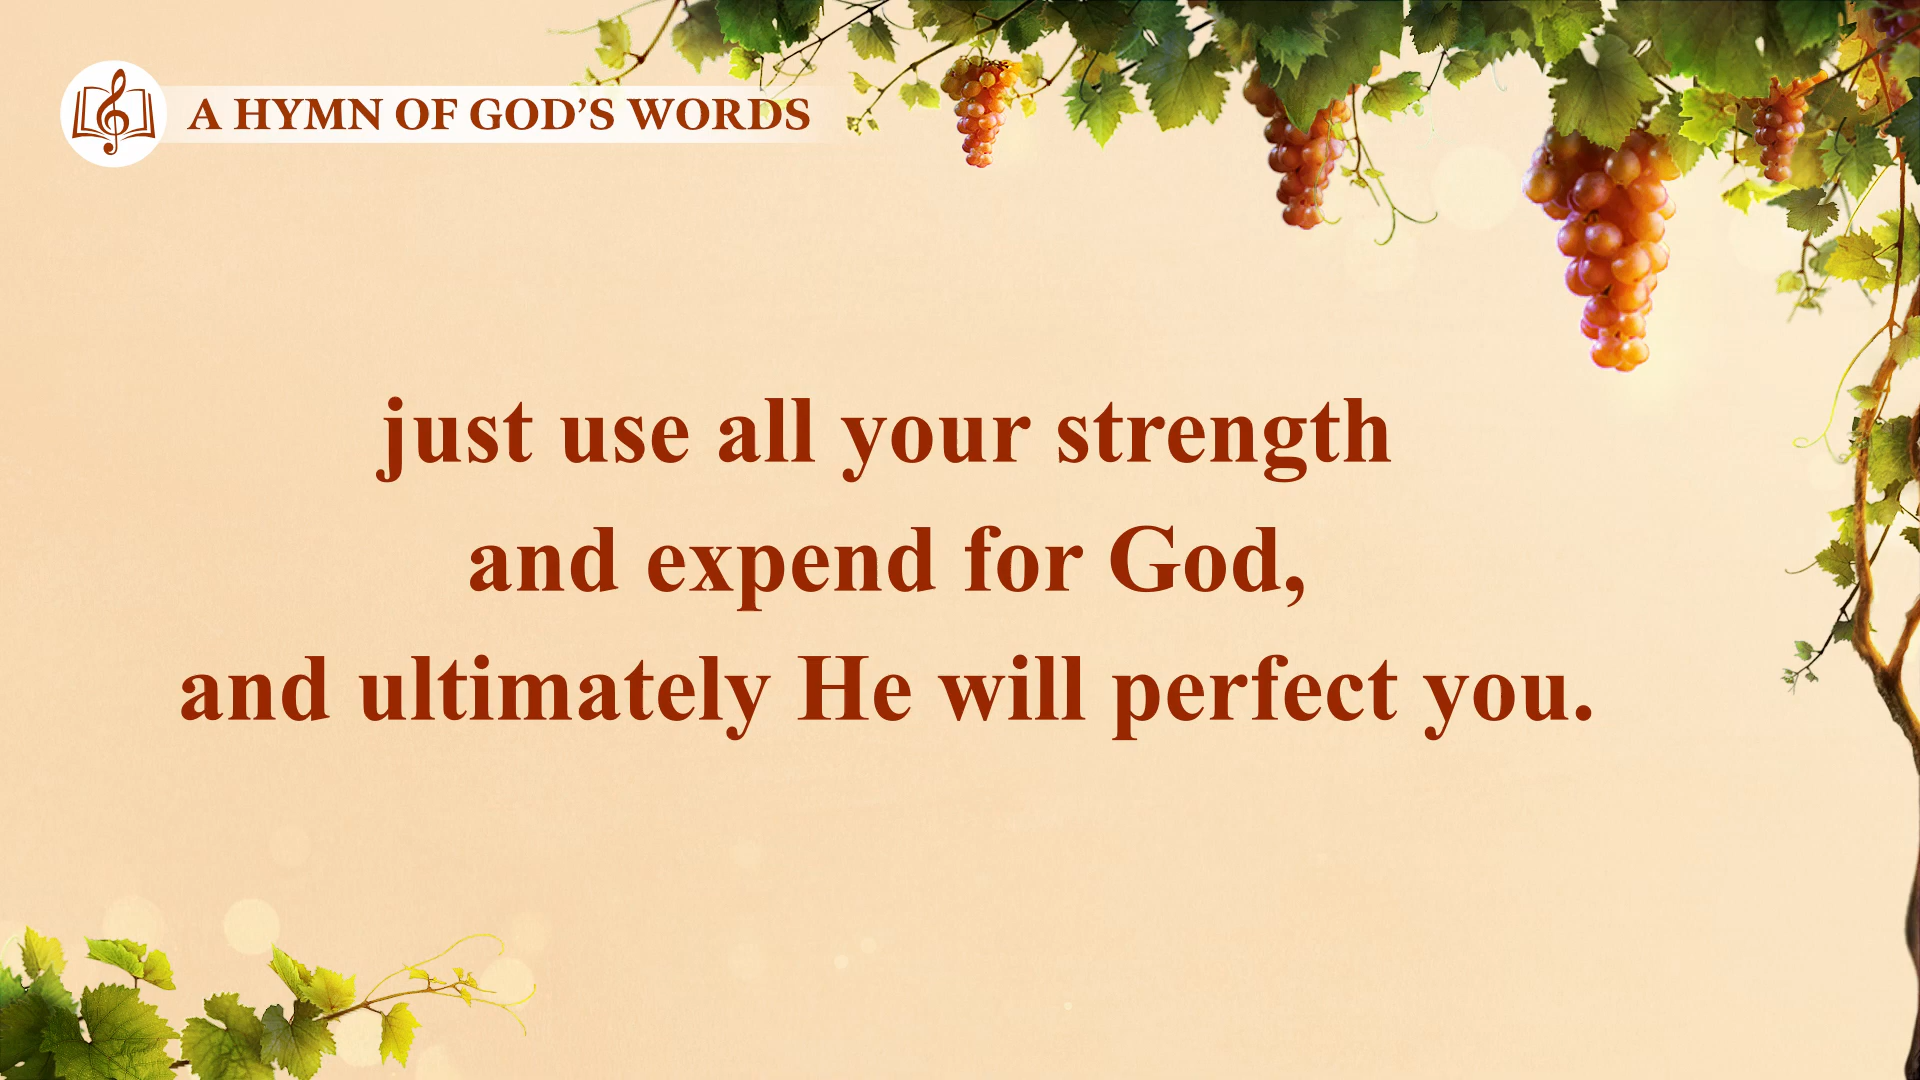 A HYMN OF GOD’S WORDS
just use all your strength
and expend for God,
and ultimately He will perfect you.